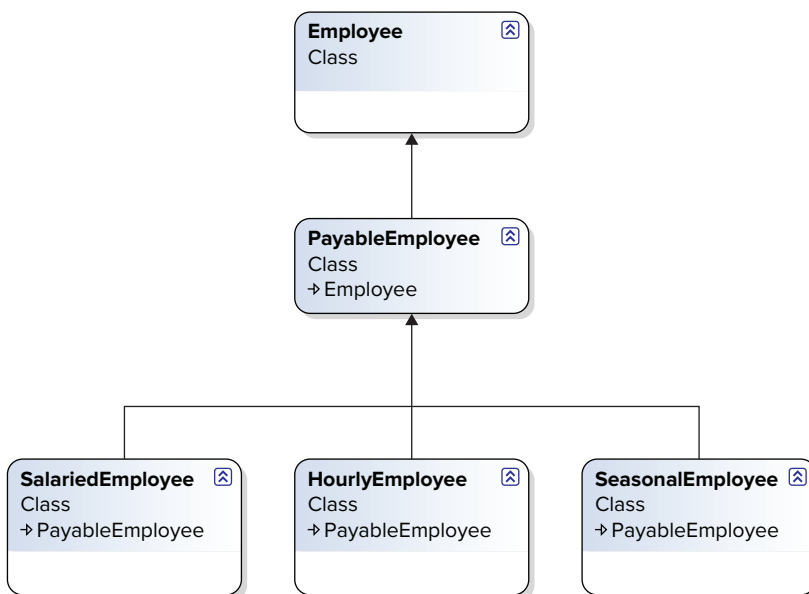 Employee
Class
PayableEmployee
Class
Employee
SalariedEmployee
Class
PayableEmployee
HourlyEmployee
Class
PayableEmployee
SeasonalEmployee
Class
PayableEmployee